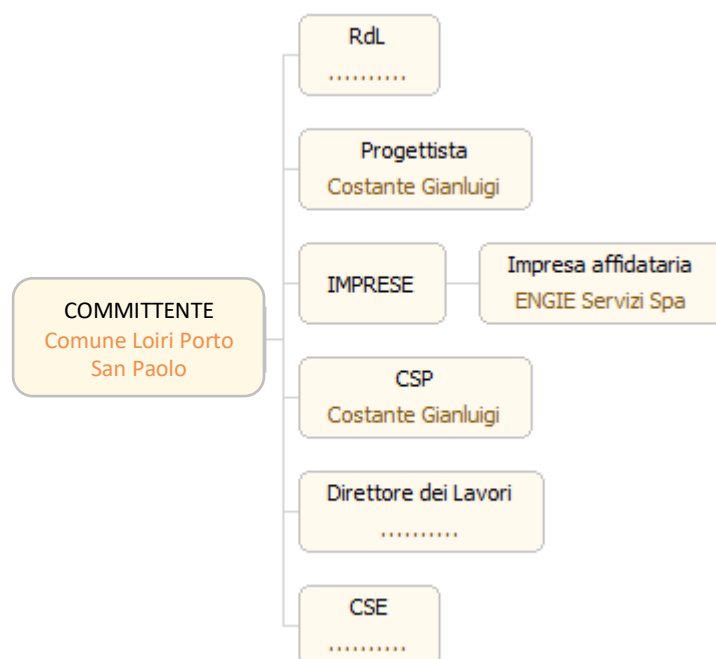 RdL
..........
Progettista
Costante Gianluigi
IMPRESE
Impresa affidataria
ENGIE Servizi Spa
COMMITTENTE
Comune Loiri Porto
San Paolo
CSP
Costante Gianluigi
Direttore dei Lavori
..........
CSE
..........